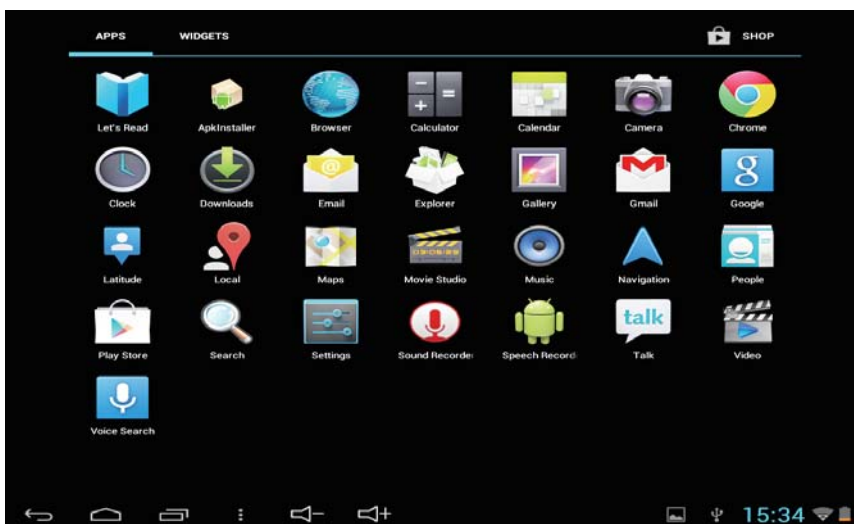 APPS WIDGETS SHOP
Let's Read ApkInstaller Browser Calculator Calendar Camera Chrome
@
Clock Downloads Email Explorer Gallery Gmail Google
Latitude Local Maps Movie Studio Music Navigation People
talk
Play Store Search Settings Sound Recorder Speech Record Talk Video
Voice Search
15:34